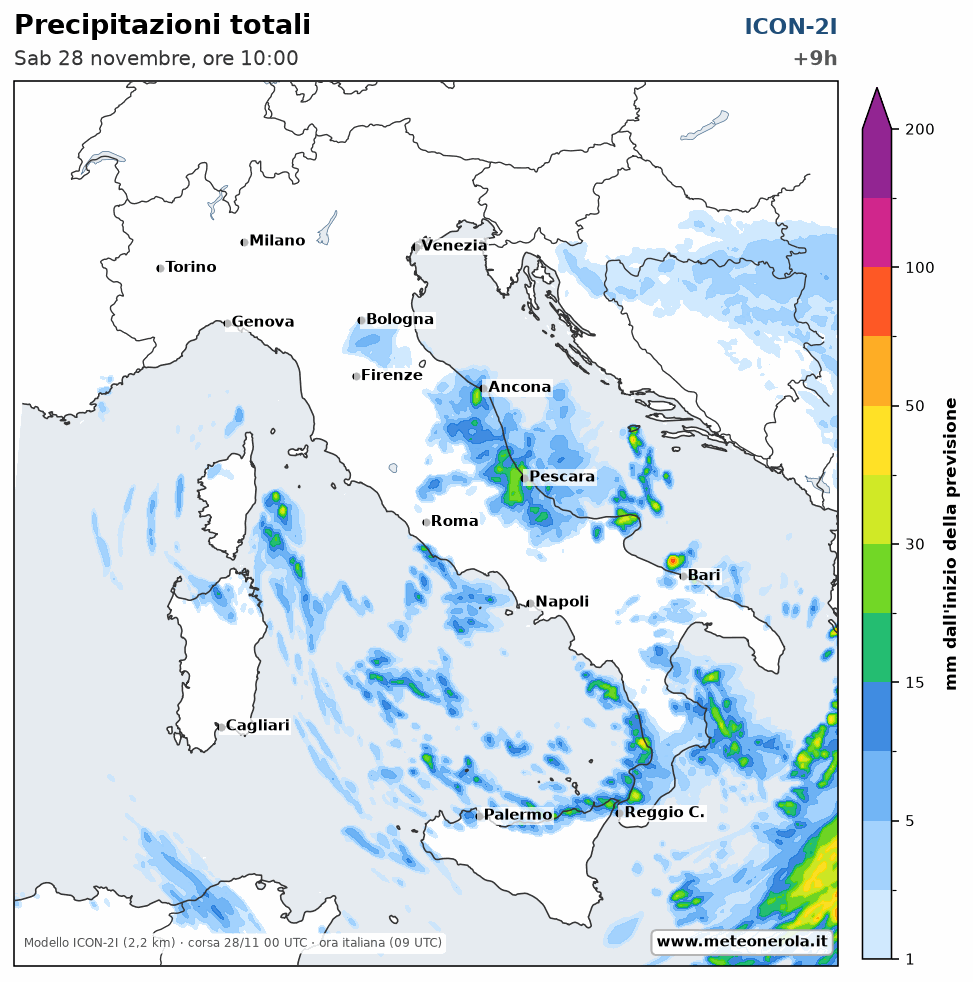 Precipitazioni totali
ICON-2I
Sab 28 novembre, ore 10:00
+9h
200
100
50
30
15
5
1
mm dall'inizio della previsione
Milano
Venezia
Torino
Genova
Bologna
Firenze
Ancona
Pescara
Roma
Bari
Napoli
Cagliari
Palermo
Reggio C.
Modello ICON-2I (2,2 km) · corsa 28/11 00 UTC · ora italiana (09 UTC)
www.meteonerola.it